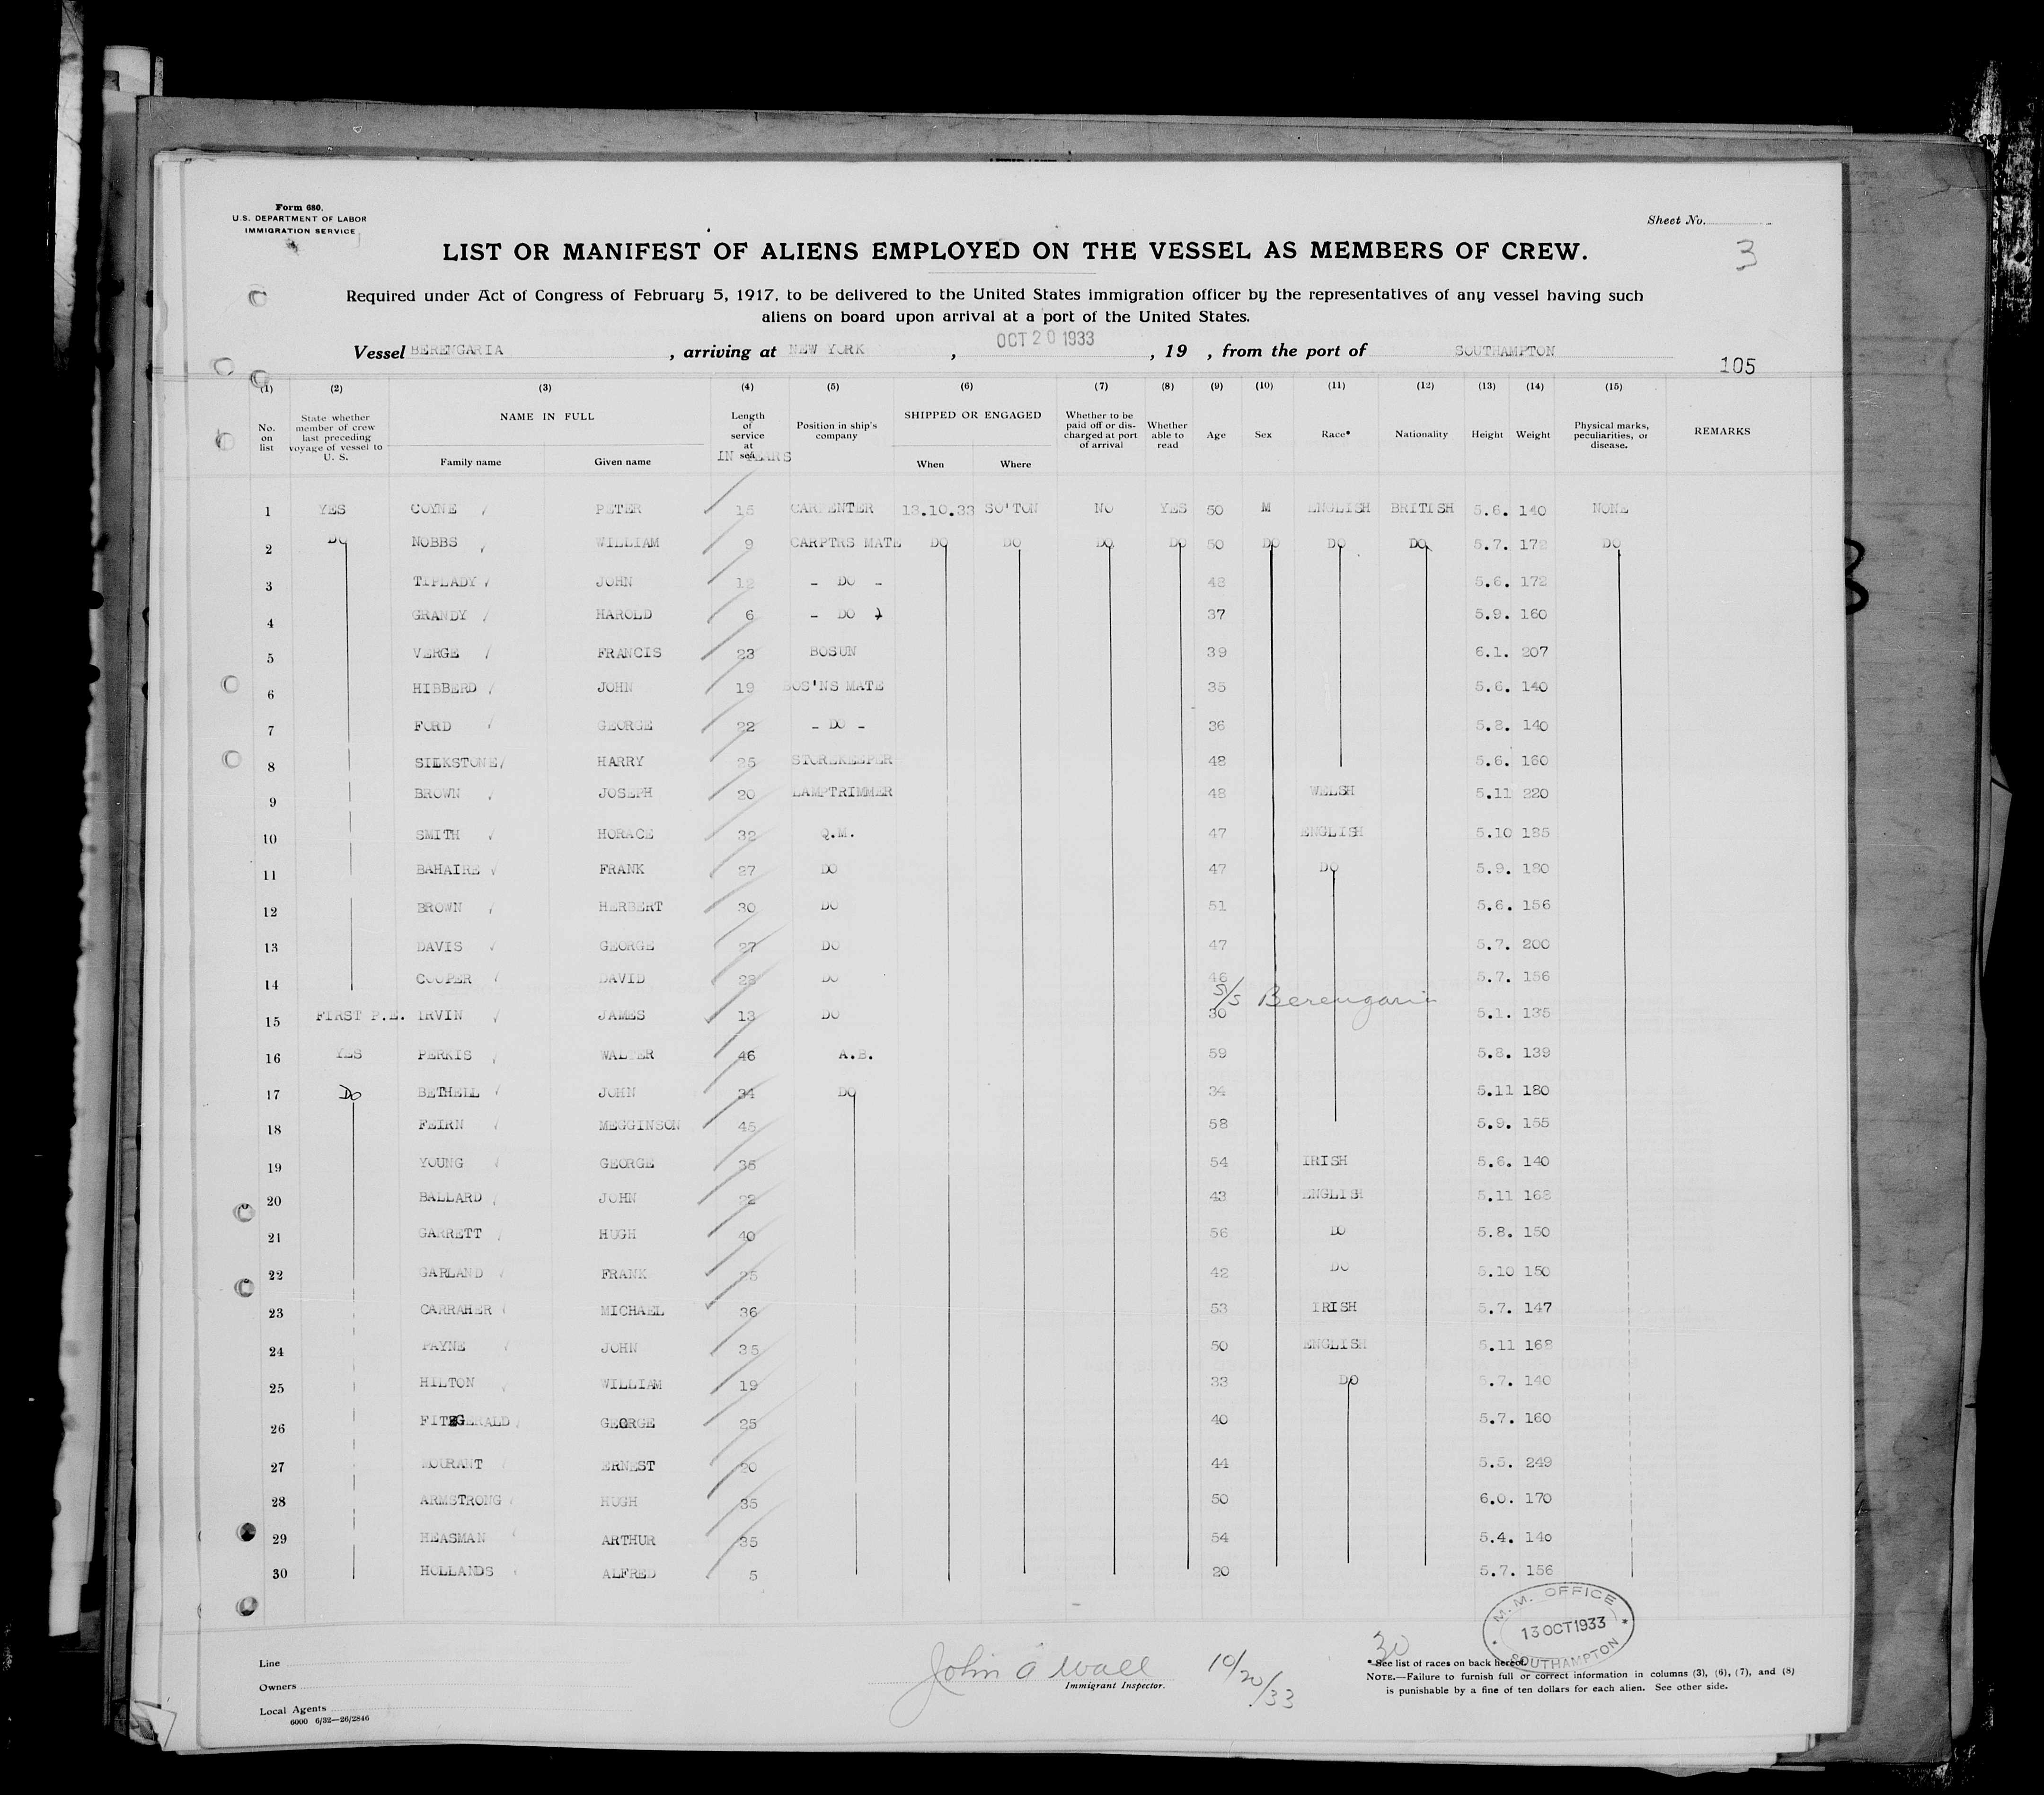 Form 680.
U.S. DEPARTMENT OF LABOR
IMMIGRATION SERVICE
Sheet No.
3
LIST OR MANIFEST OF ALIENS EMPLOYED ON THE VESSEL AS MEMBERS OF CREW.
Required under Act of Congress of February 5, 1917, to be delivered to the United States immigration officer by the representatives of any vessel having such
aliens on board upon arrival at a port of the United States.
Vessel BERENGARIA, arriving at NEW YORK, OCT 20 1933, 19 , from the port of SOUTHAMPTON
105
(1) (2) (3) (4) (5) (6) (7) (8) (9) (10) (11) (12) (13) (14) (15)
No. on list State whether member of crew last preceding voyage of vessel to U. S. NAME IN FULL Family name Given name Length of service at sea IN YEARS Position in ship's company SHIPPED OR ENGAGED When Where Whether to be paid off or discharged at port of arrival Whether able to read Age Sex Race* Nationality Height Weight Physical marks, peculiarities, or disease. REMARKS
1 YES COYNE PETER 15 CARPENTER 13.10.33 SO'TON NO YES 50 M ENGLISH BRITISH 5.6. 140 NONE
2 DO NOBBS WILLIAM 9 CARPTRS MATE DO DO DO DO 50 DO DO DO 5.7. 172 DO
3 TIPLADY JOHN 12 - DO - 48 5.6. 172
4 GRANDY HAROLD 6 - DO - 37 5.9. 160
5 VERGE FRANCIS 23 BOSUN 39 6.1. 207
6 HIBBERD JOHN 19 BOS'NS MATE 35 5.6. 140
7 FORD GEORGE 22 - DO - 36 5.8. 140
8 SILKSTONE HARRY 25 STOREKEEPER 48 5.6. 160
9 BROWN JOSEPH 20 LAMPTRIMMER 48 WELSH 5.11 220
10 SMITH HORACE 32 Q.M. 47 ENGLISH 5.10 185
11 BAHAIRE FRANK 27 DO 47 DO 5.9. 180
12 BROWN HERBERT 30 DO 51 5.6. 156
13 DAVIS GEORGE 27 DO 47 5.7. 200
14 COOPER DAVID 28 DO 46 5.7. 156
S/S Berengaria
15 FIRST P.E. IRVIN JAMES 13 DO 30 5.1. 135
16 YES PERKIS WALTER 46 A.B. 59 5.8. 139
17 Do BETHELL JOHN 34 DO 34 5.11 180
18 FEIRN MEGGINSON 45 58 5.9. 155
19 YOUNG GEORGE 36 54 IRISH 5.6. 140
20 BALLARD JOHN 22 43 ENGLISH 5.11 168
21 GARRETT HUGH 40 56 DO 5.8. 150
22 GARLAND FRANK 25 42 DO 5.10 150
23 CARRAHER MICHAEL 36 53 IRISH 5.7. 147
24 PAYNE JOHN 35 50 ENGLISH 5.11 168
25 HILTON WILLIAM 19 33 DO 5.7. 140
26 FITZGERALD GEORGE 25 40 5.7. 160
27 MOURANT ERNEST 20 44 5.5. 249
28 ARMSTRONG HUGH 35 50 6.0. 170
29 HEASMAN ARTHUR 35 54 5.4. 140
30 HOLLANDS ALFRED 5 20 5.7. 156
M.M. OFFICE
13 OCT 1933
SOUTHAMPTON
30
Line
Owners
Local Agents
6000 6/32—26/2846
John A Wall
Immigrant Inspector.
10/20/33
* See list of races on back hereof.
NOTE.—Failure to furnish full or correct information in columns (3), (6), (7), and (8)
is punishable by a fine of ten dollars for each alien. See other side.